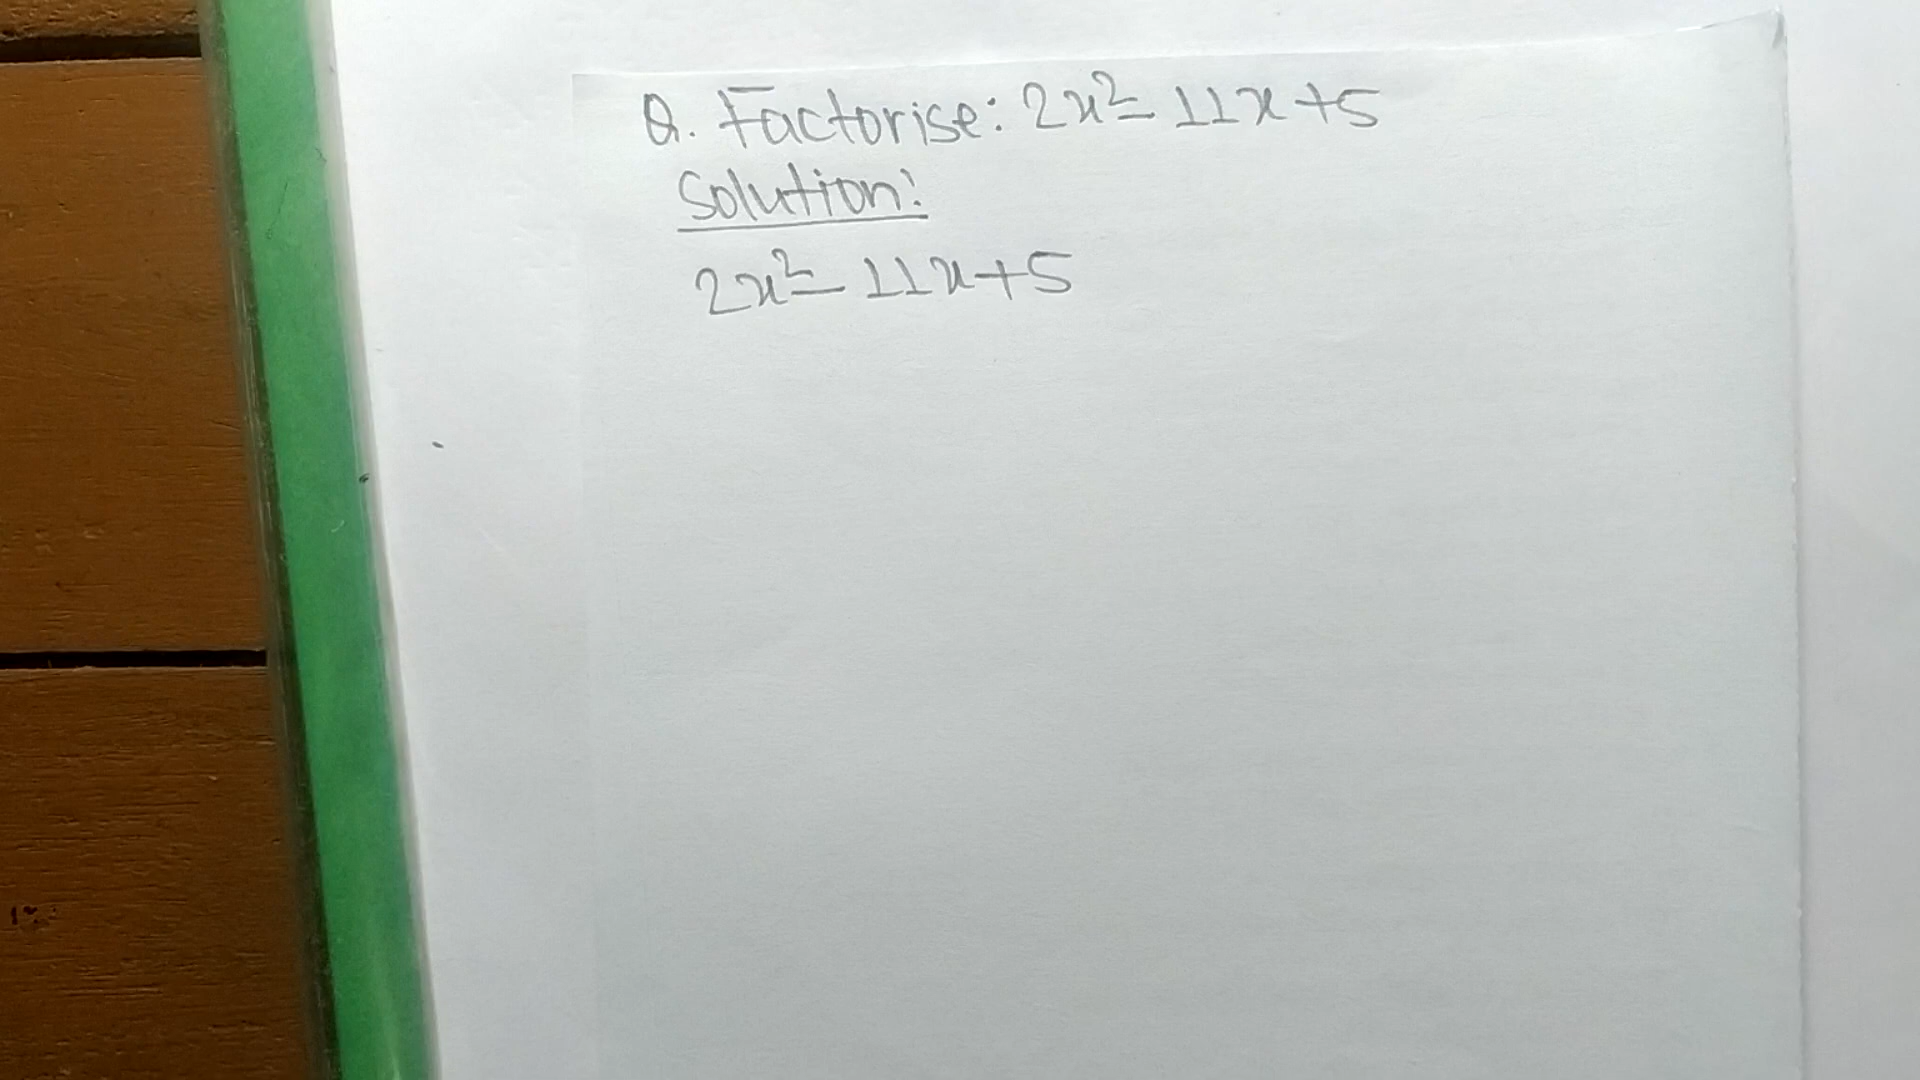 Q. Factorise: 2x² - 11x + 5
Solution:
2x² - 11x + 5